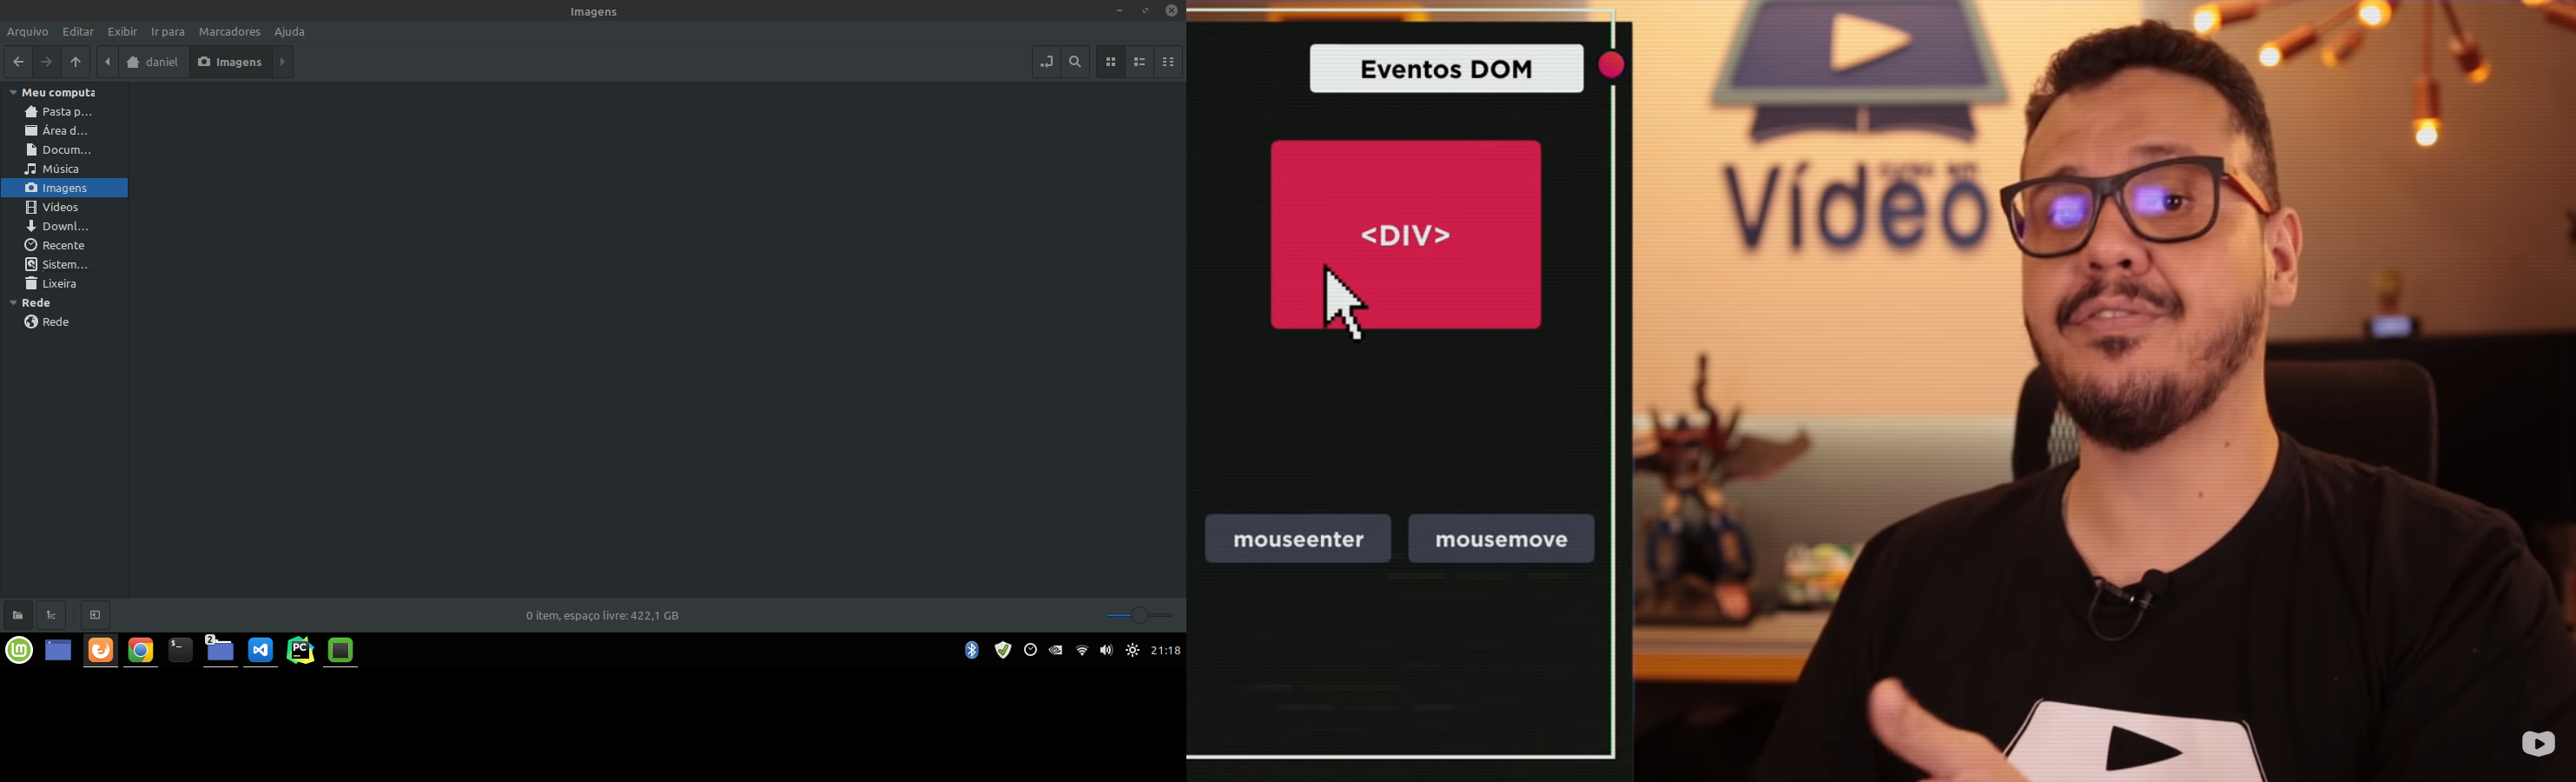 Imagens
Arquivo Editar Exibir Ir para Marcadores Ajuda
daniel Imagens
Meu computa
Pasta p...
Área d...
Docum...
Música
Imagens
Vídeos
Downl...
Recente
Sistem...
Lixeira
Rede
Rede
0 item, espaço livre: 422,1 GB
2
PC
21:18
Eventos DOM
<DIV>
mouseenter mousemove
Vídeo